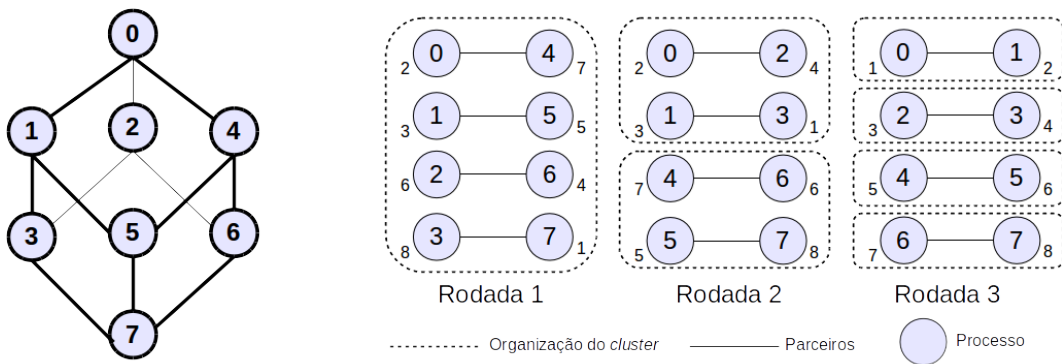 0
1 2 4
3 5 6
7
2 0 4 7
3 1 5 5
6 2 6 4
8 3 7 1
Rodada 1
2 0 2 4
3 1 3 1
7 4 6 6
5 5 7 8
Rodada 2
1 0 1 2
3 2 3 4
5 4 5 6
7 6 7 8
Rodada 3
Organização do cluster
Parceiros
Processo